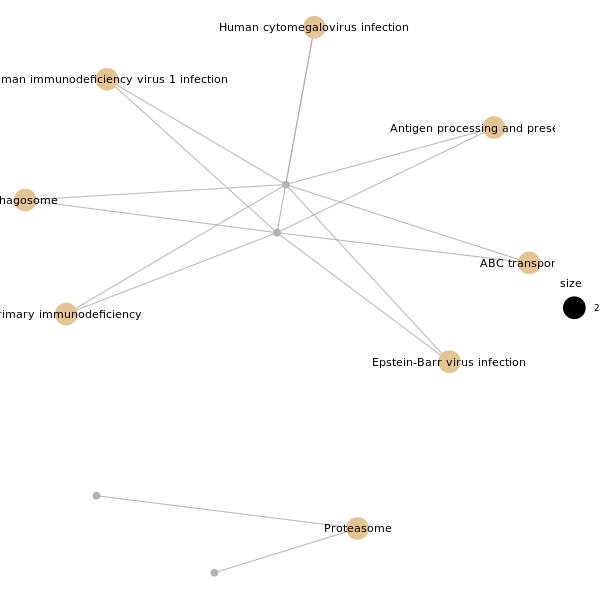 Human cytomegalovirus infection
man immunodeficiency virus 1 infection
Antigen processing and prese
hagosome
ABC transpor
size
2
rimary immunodeficiency
Epstein-Barr virus infection
Proteasome